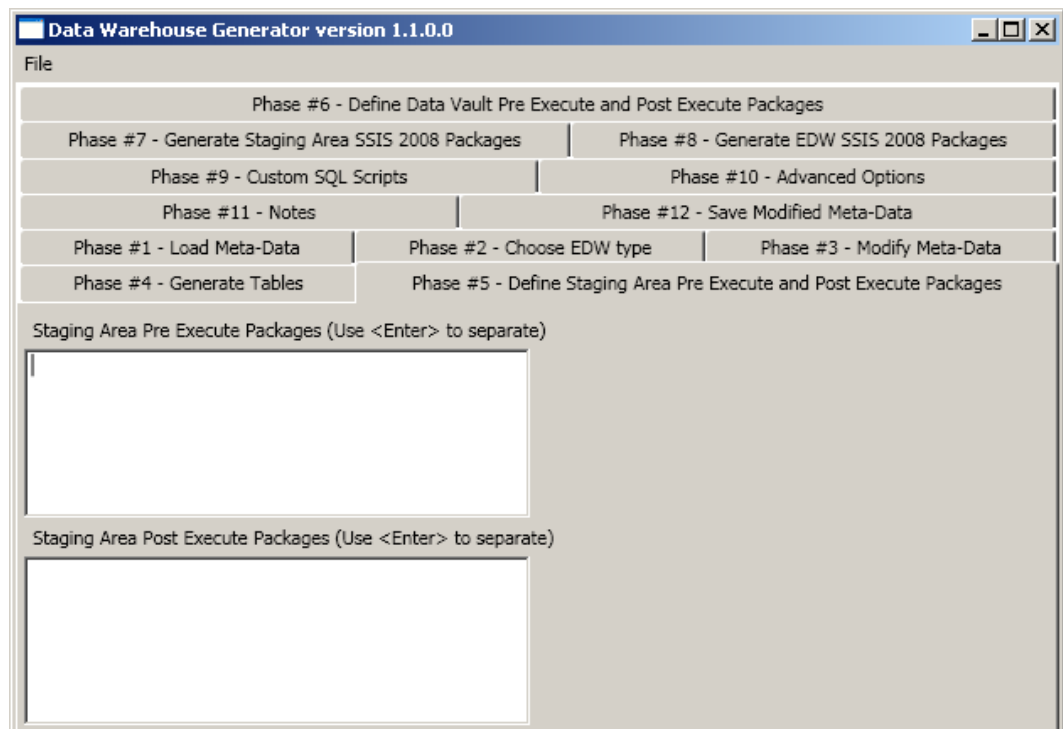 Data Warehouse Generator version 1.1.0.0
File
Phase #6 - Define Data Vault Pre Execute and Post Execute Packages
Phase #7 - Generate Staging Area SSIS 2008 Packages
Phase #8 - Generate EDW SSIS 2008 Packages
Phase #9 - Custom SQL Scripts
Phase #10 - Advanced Options
Phase #11 - Notes
Phase #12 - Save Modified Meta-Data
Phase #1 - Load Meta-Data
Phase #2 - Choose EDW type
Phase #3 - Modify Meta-Data
Phase #4 - Generate Tables
Phase #5 - Define Staging Area Pre Execute and Post Execute Packages
Staging Area Pre Execute Packages (Use <Enter> to separate)
Staging Area Post Execute Packages (Use <Enter> to separate)